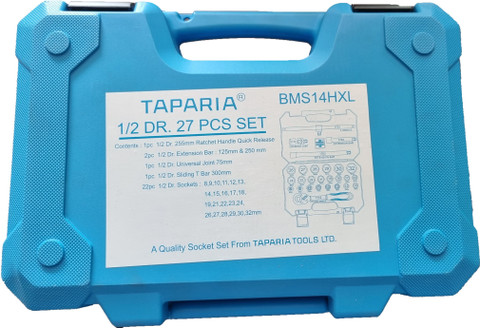 TAPARIA®
BMS14HXL
1/2 DR. 27 PCS SET
Contents : 1pc 1/2 Dr. 255mm Ratchet Handle Quick Release
2pc 1/2 Dr. Extension Bar : 125mm & 250 mm
1pc 1/2 Dr. Universal Joint 75mm
1pc 1/2 Dr. Sliding T Bar 300mm
22pc 1/2 Dr. Sockets : 8,9,10,11,12,13,
14,15,16,17,18,
19,21,22,23,24,
26,27,28,29,30,32mm
A Quality Socket Set From TAPARIA TOOLS LTD.